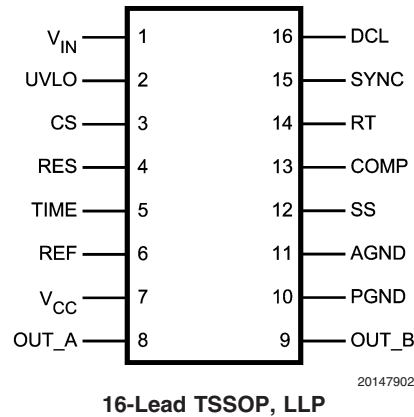 VIN 1 16 DCL
UVLO 2 15 SYNC
CS 3 14 RT
RES 4 13 COMP
TIME 5 12 SS
REF 6 11 AGND
VCC 7 10 PGND
OUT_A 8 9 OUT_B
20147902
16-Lead TSSOP, LLP